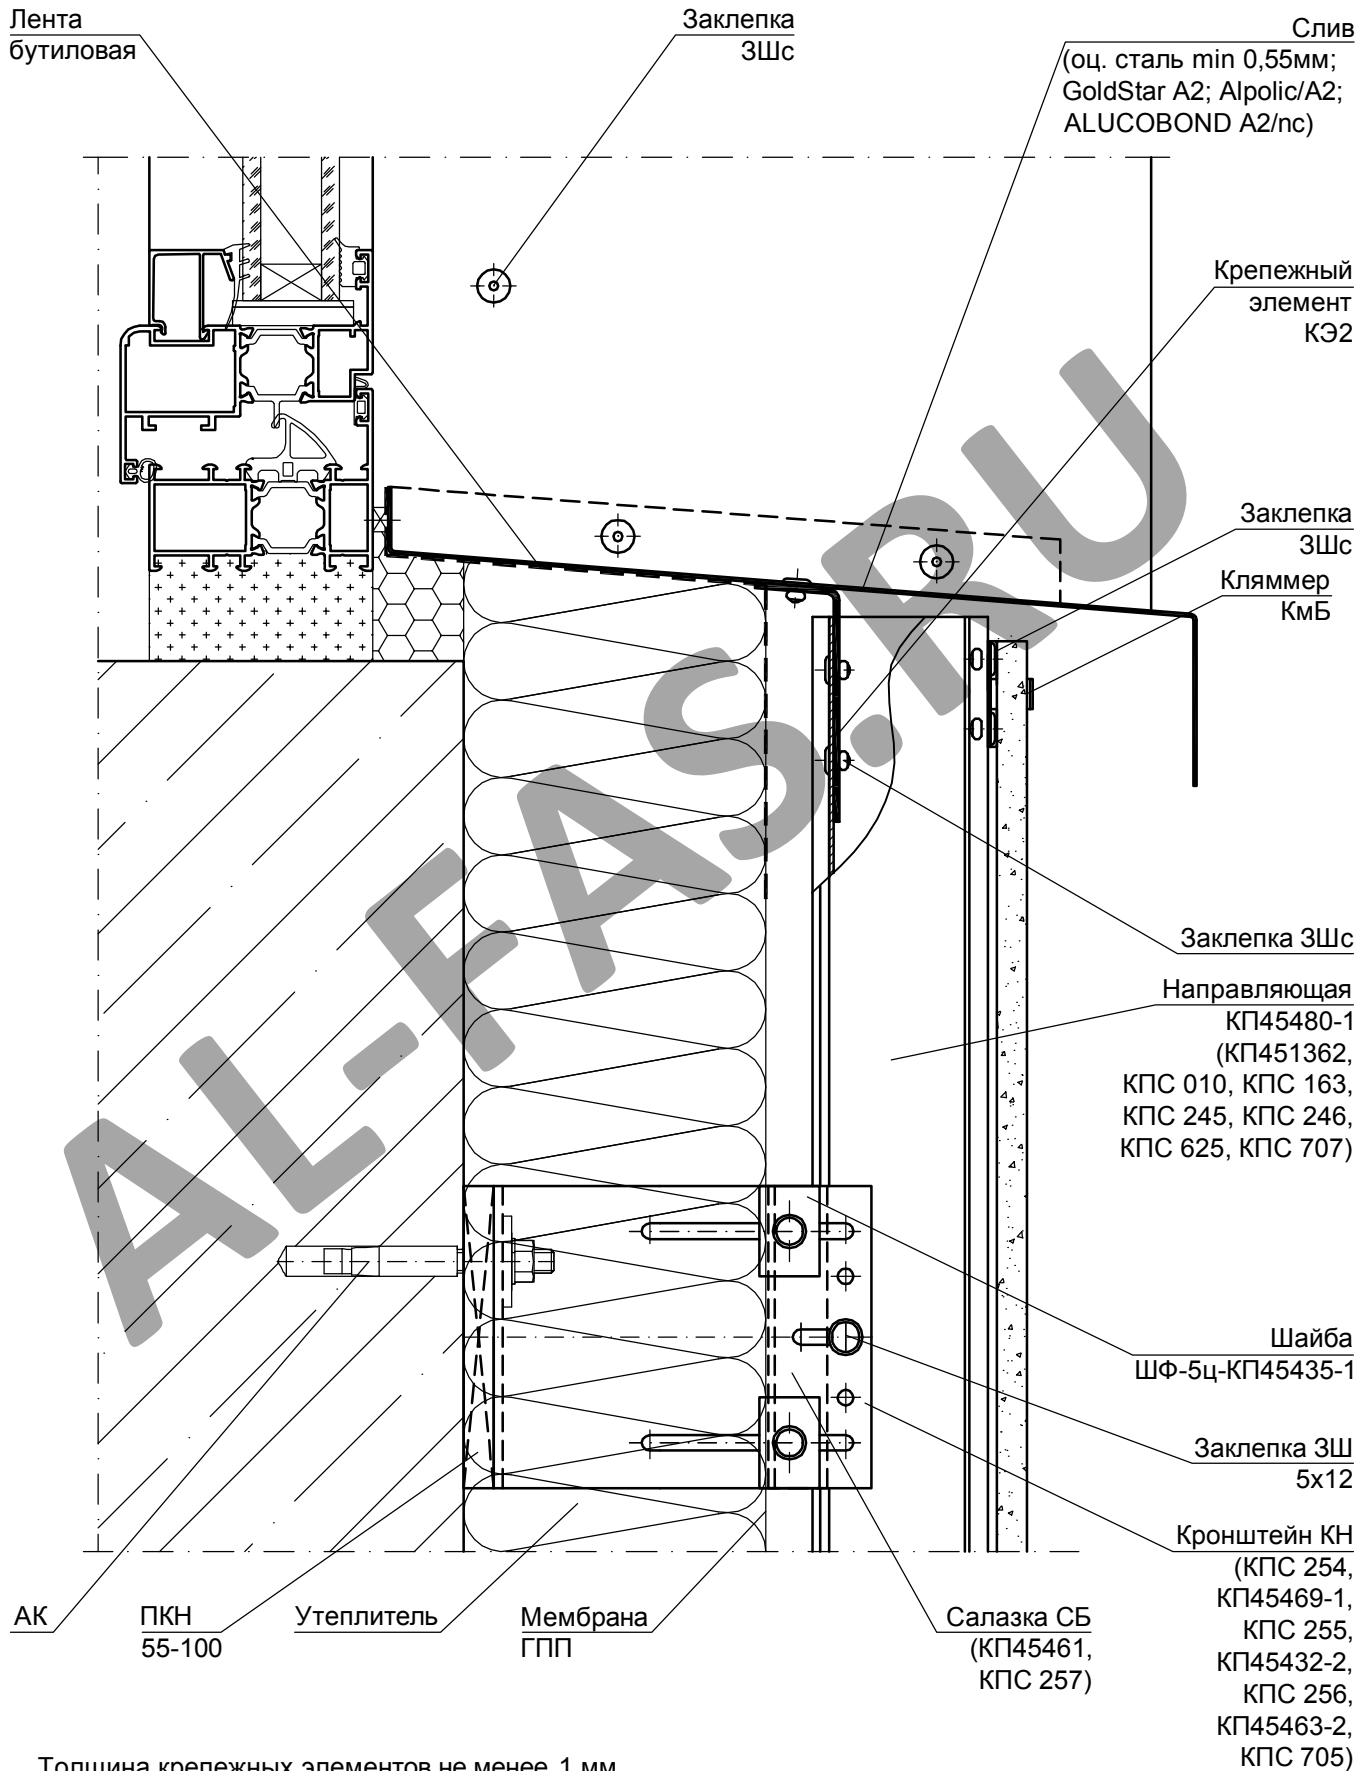 Лента
бутиловая
Заклепка
ЗШс
Слив
(оц. сталь min 0,55мм;
GoldStar A2; Alpolic/A2;
ALUCOBOND A2/nc)
Крепежный
элемент
КЭ2
Заклепка
ЗШс
Кляммер
КмБ
Заклепка ЗШс
Направляющая
КП45480-1
(КП451362,
КПС 010, КПС 163,
КПС 245, КПС 246,
КПС 625, КПС 707)
Шайба
ШФ-5ц-КП45435-1
Заклепка ЗШ
5х12
Кронштейн КН
(КПС 254,
КП45469-1,
КПС 255,
КП45432-2,
КПС 256,
КП45463-2,
КПС 705)
АК
ПКН
55-100
Утеплитель
Мембрана
ГПП
Салазка СБ
(КП45461,
КПС 257)
Толщина крепежных элементов не менее 1 мм
AL-FAS.RU